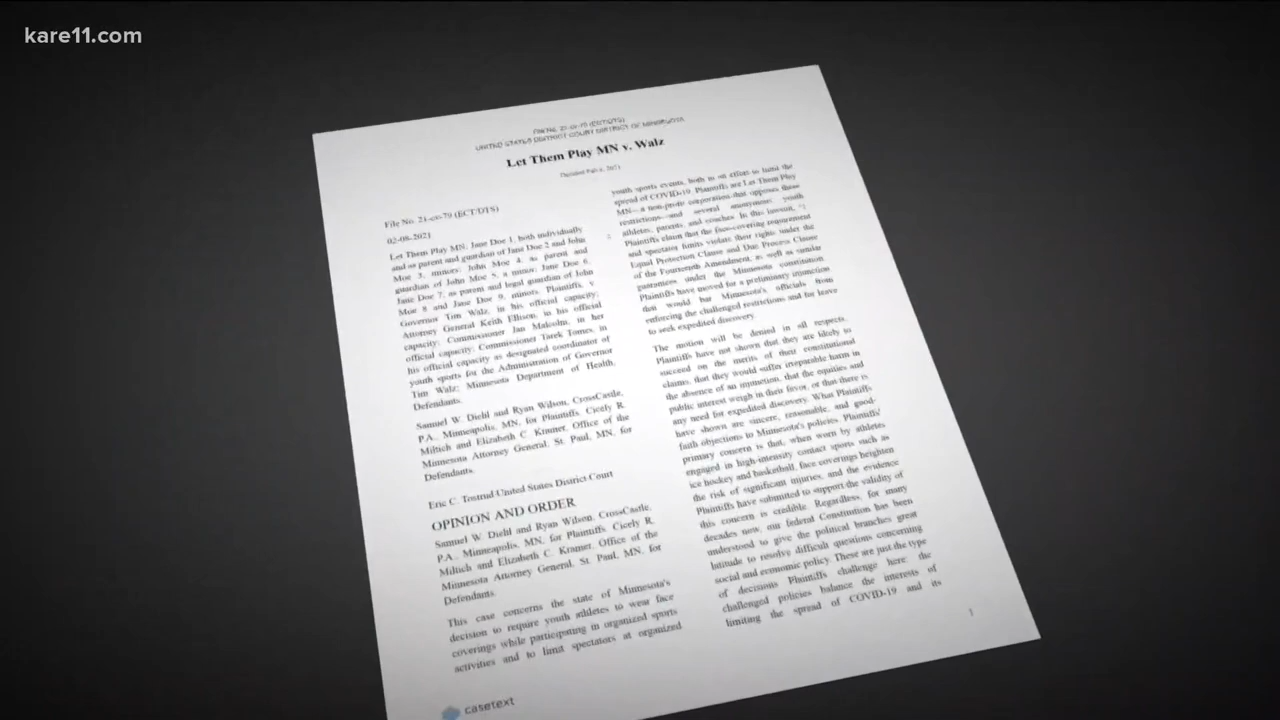 kare11.com
UNITED STATES DISTRICT COURT DISTRICT OF MINNESOTA
Let Them Play MN v. Walz
File No. 21-cv-79 (ECT/DTS)
02-08-2021
Let Them Play MN, Jane Doe 1, both individually
and as parent and guardian of Jane Doe 2 and John
Moe 3, minors; John Moe 4, as parent and
guardian of John Moe 5, a minor; Jane Doe 6,
Jane Doe 7, as parent and legal guardian of John
Moe 8 and Jane Doe 9, minors, Plaintiffs, v.
Governor Tim Walz, in his official capacity;
Attorney General Keith Ellison, in his official
capacity; Commissioner Jan Malcolm, in her
official capacity; Commissioner Tarek Tomes, in
his official capacity as designated coordinator of
youth sports for the Administration of Governor
Tim Walz; Minnesota Department of Health,
Defendants.
Samuel W. Diehl and Ryan Wilson, CrossCastle,
P.A., Minneapolis, MN, for Plaintiffs. Cicely R.
Miltich and Elizabeth C. Kramer, Office of the
Minnesota Attorney General, St. Paul, MN, for
Defendants.
Eric C. Tostrud United States District Court
OPINION AND ORDER
Samuel W. Diehl and Ryan Wilson, CrossCastle,
P.A., Minneapolis, MN, for Plaintiffs. Cicely R.
Miltich and Elizabeth C. Kramer, Office of the
Minnesota Attorney General, St. Paul, MN, for
Defendants.
This case concerns the state of Minnesota's
decision to require youth athletes to wear face
coverings while participating in organized sports
activities and to limit spectators at organized
youth sports events, both in an effort to limit the
spread of COVID-19. Plaintiffs are Let Them Play
MN—a non-profit corporation that opposes these
restrictions—and several anonymous youth
athletes, parents, and coaches. In this lawsuit,
Plaintiffs claim that the face-covering requirement
and spectator limits violate their rights under the
Equal Protection Clause and Due Process Clause
of the Fourteenth Amendment, as well as similar
guarantees under the Minnesota constitution.
Plaintiffs have moved for a preliminary injunction
that would bar Minnesota's officials from
enforcing the challenged restrictions and for leave
to seek expedited discovery.
The motion will be denied in all respects.
Plaintiffs have not shown that they are likely to
succeed on the merits of their constitutional
claims, that they would suffer irreparable harm in
the absence of an injunction, that the equities and
public interest weigh in their favor, or that there is
any need for expedited discovery. What Plaintiffs
have shown are sincere, reasonable, and good-
faith objections to Minnesota's policies. Plaintiffs'
primary concern is that, when worn by athletes
engaged in high-intensity contact sports such as
ice hockey and basketball, face coverings heighten
the risk of significant injuries, and the evidence
Plaintiffs have submitted to support the validity of
this concern is credible. Regardless, for many
decades now, our federal Constitution has been
understood to give the political branches great
latitude to resolve difficult questions concerning
social and economic policy. These are just the type
of decisions Plaintiffs challenge here: the
challenged policies balance the interests of
limiting the spread of COVID-19 and its
1
casetext